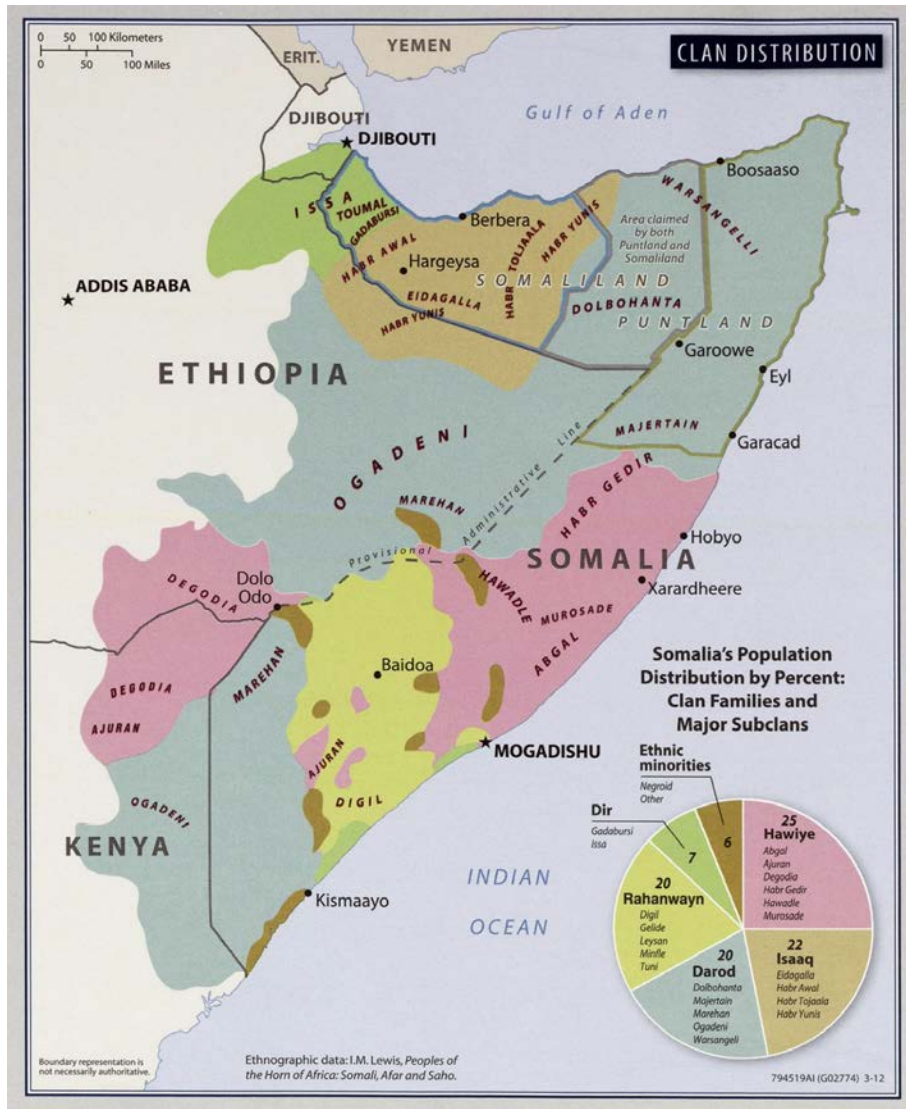 0 50 100 Kilometers
0 50 100 Miles
ERIT.
YEMEN
CLAN DISTRIBUTION
Gulf of Aden
DJIBOUTI
DJIBOUTI
Boosaaso
ISSA
TOUMAL
GADABURSI
Berbera
WARSANGELLI
Area claimed
by both
Puntland and
Somaliland
HABR AWAL
HABR TOLJAALA
HABR YUNIS
Hargeysa
SOMALILAND
ADDIS ABABA
EIDAGALLA
DOLBOHANTA
HABR YUNIS
PUNTLAND
Garoowe
ETHIOPIA
Eyl
MAJERTAIN
Garacad
OGADENI
Provisional Administrative Line
MAREHAN
HABR GEDIR
Hobyo
SOMALIA
DEGODIA
Dolo
Odo
HAWADLE
Xarardheere
MUROSADE
ABGAL
MAREHAN
Baidoa
DEGODIA
AJURAN
AJURAN
MOGADISHU
DIGIL
OGADENI
KENYA
Kismaayo
INDIAN
OCEAN
Somalia's Population
Distribution by Percent:
Clan Families and
Major Subclans
Ethnic
minorities
Negroid
Other
6
Dir
Gadabursi
Issa
7
25
Hawiye
Abgal
Ajuran
Degodia
Habr Gedir
Hawadle
Murosade
20
Rahanwayn
Digil
Gelide
Leysan
Minfle
Tuni
20
Darod
Dolbohanta
Majertain
Marehan
Ogadeni
Warsangeli
22
Isaaq
Eidagalla
Habr Awal
Habr Tojaala
Habr Yunis
Boundary representation is
not necessarily authoritative.
Ethnographic data: I.M. Lewis, Peoples of
the Horn of Africa: Somali, Afar and Saho.
794519AI (G02774) 3-12